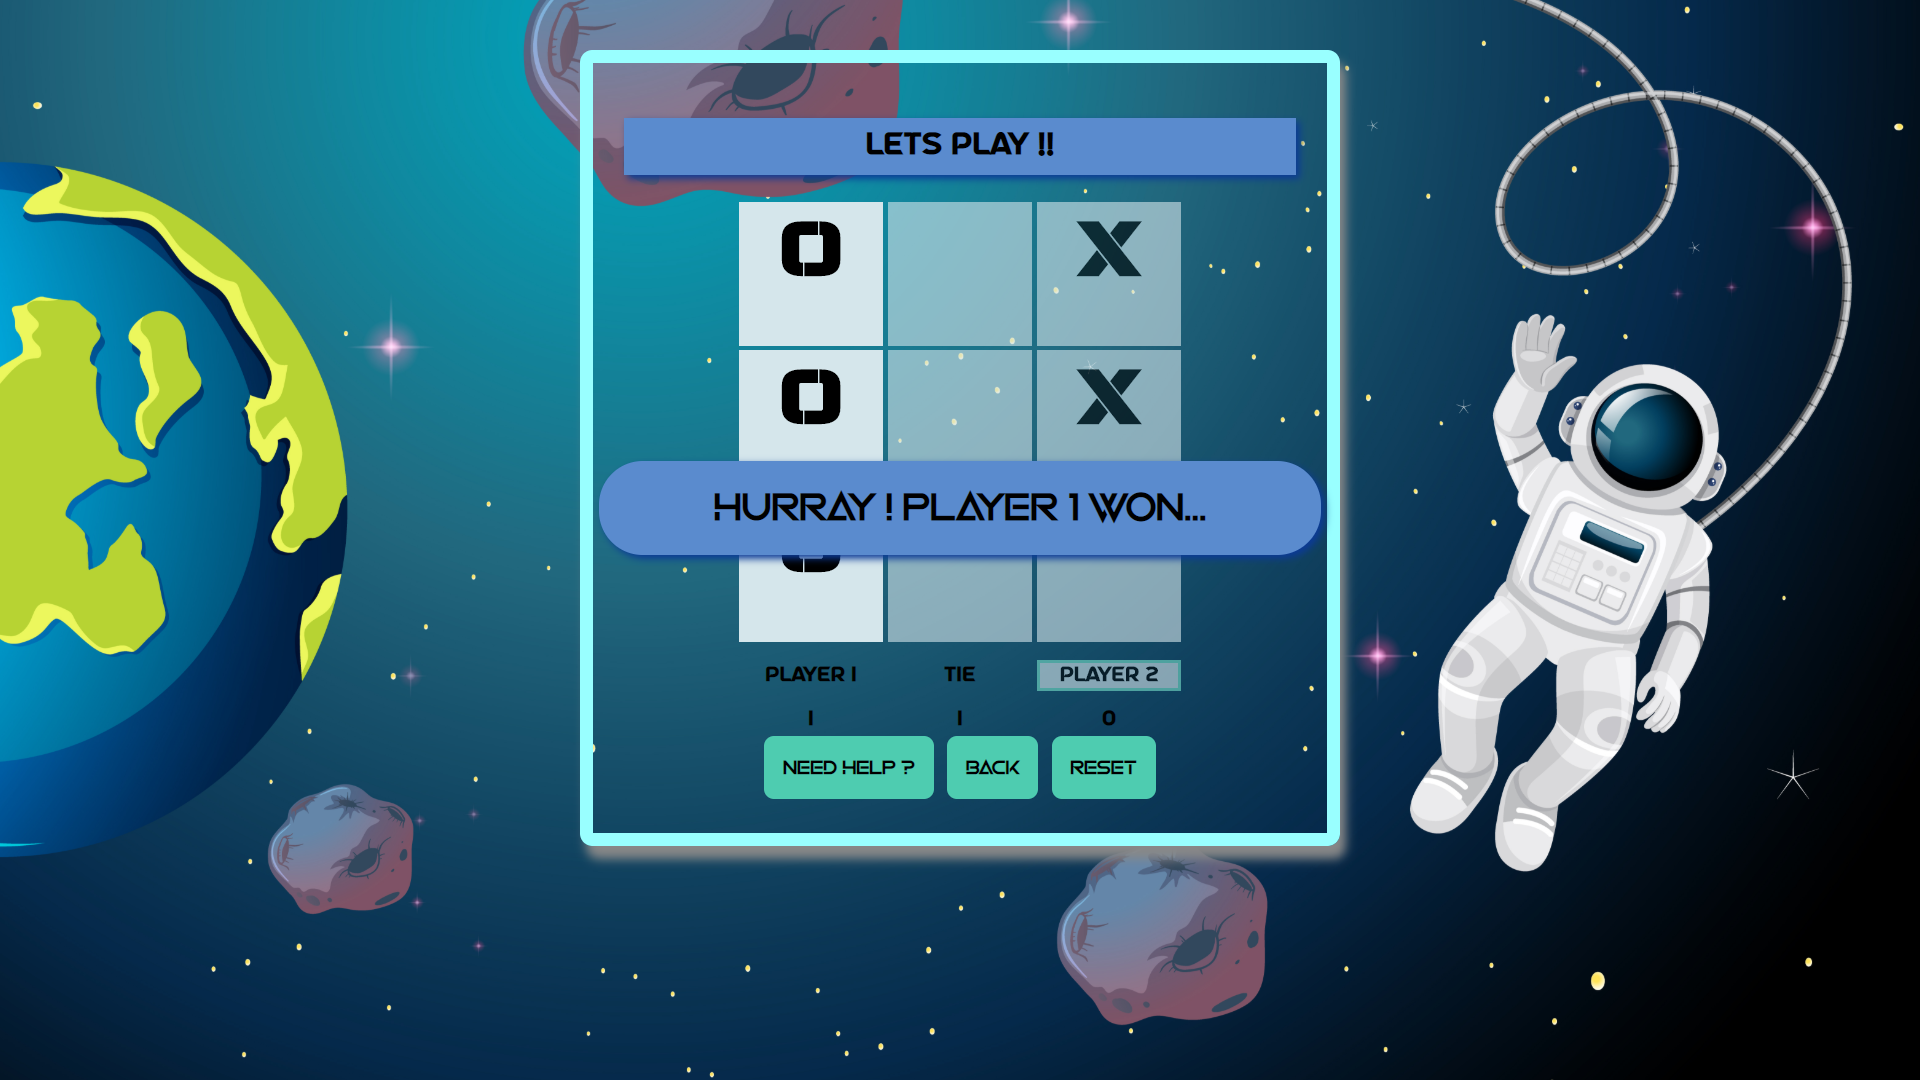 LETS PLAY !!
O X
O X
HURRAY ! PLAYER 1 WON...
O
PLAYER 1 TIE PLAYER 2
1 1 0
NEED HELP ? BACK RESET